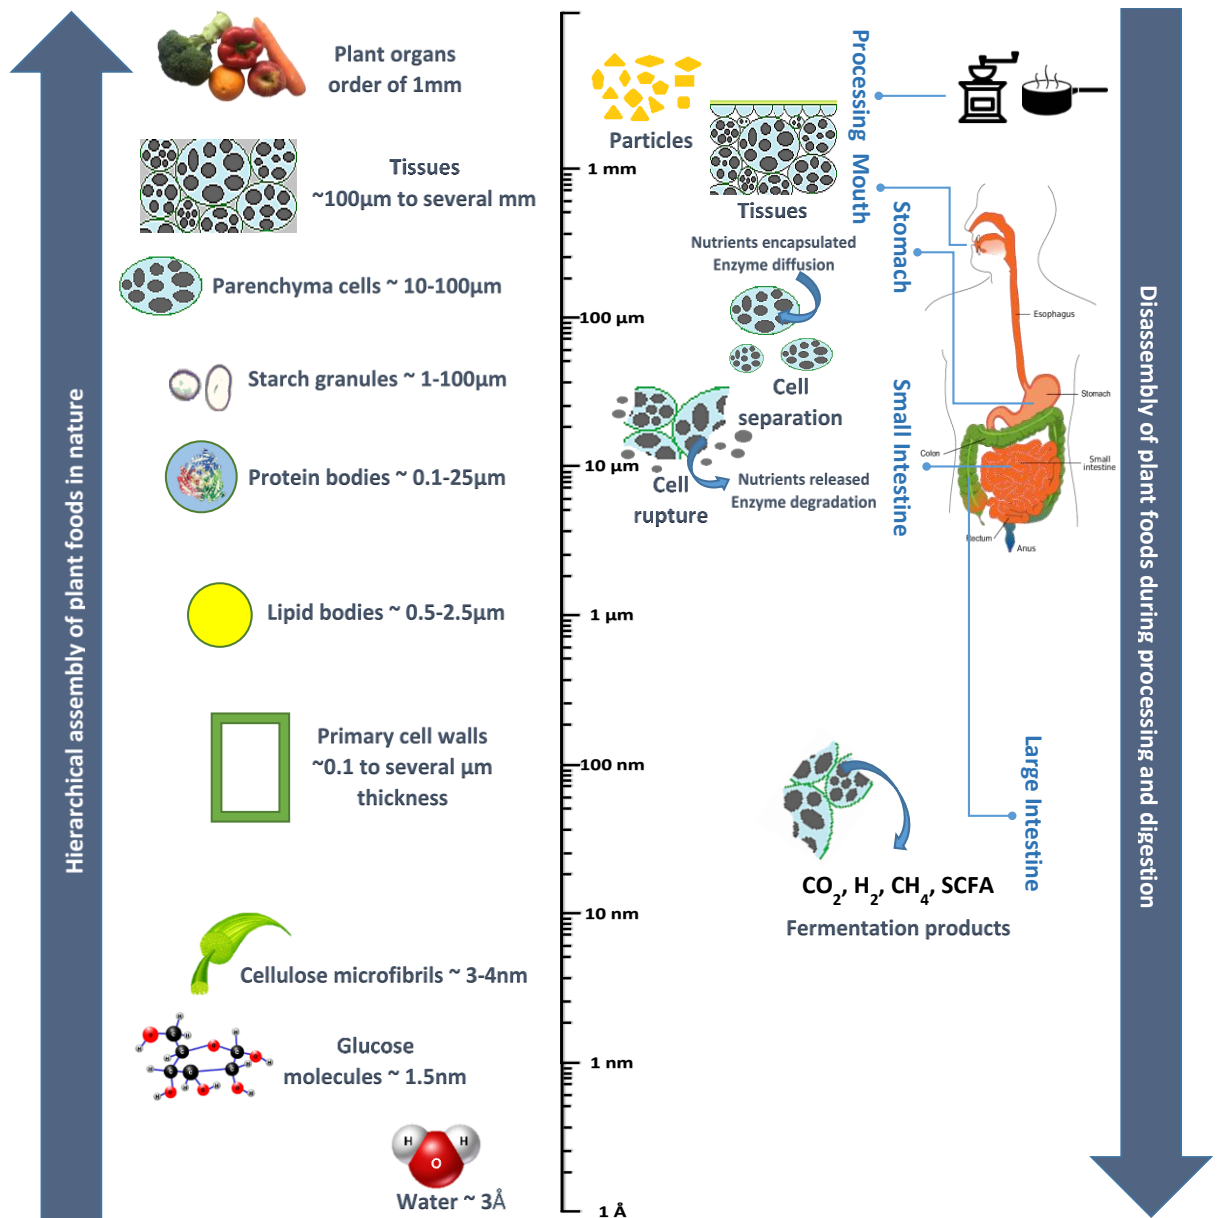 Hierarchical assembly of plant foods in nature
Plant organs
order of 1mm
Tissues
~100µm to several mm
Parenchyma cells ~ 10-100µm
Starch granules ~ 1-100µm
Protein bodies ~ 0.1-25µm
Lipid bodies ~ 0.5-2.5µm
Primary cell walls
~0.1 to several µm
thickness
Cellulose microfibrils ~ 3-4nm
Glucose
molecules ~ 1.5nm
H
H
O
Water ~ 3Å
1 mm
100 µm
10 µm
1 µm
100 nm
10 nm
1 nm
1 Å
Particles
Tissues
Nutrients encapsulated
Enzyme diffusion
Cell
separation
Cell
rupture
Nutrients released
Enzyme degradation
CO2, H2, CH4, SCFA
Fermentation products
Processing
Mouth
Stomach
Small Intestine
Large Intestine
Esophagus
Stomach
Colon
Small
intestine
Rectum
Anus
Disassembly of plant foods during processing and digestion